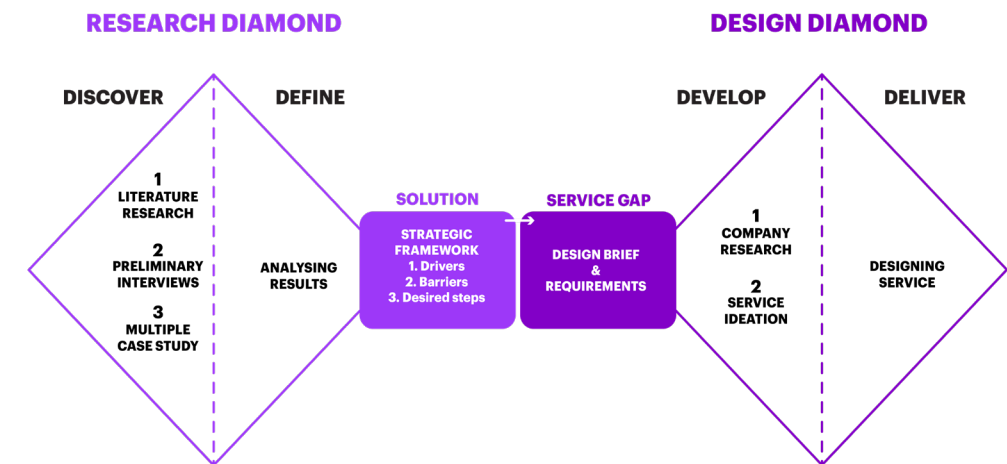 RESEARCH DIAMOND
DESIGN DIAMOND
DISCOVER
DEFINE
DEVELOP
DELIVER
1
LITERATURE
RESEARCH
2
PRELIMINARY
INTERVIEWS
3
MULTIPLE
CASE STUDY
ANALYSING
RESULTS
SOLUTION
STRATEGIC
FRAMEWORK
1. Drivers
2. Barriers
3. Desired steps
SERVICE GAP
DESIGN BRIEF
&
REQUIREMENTS
1
COMPANY
RESEARCH
2
SERVICE
IDEATION
DESIGNING
SERVICE